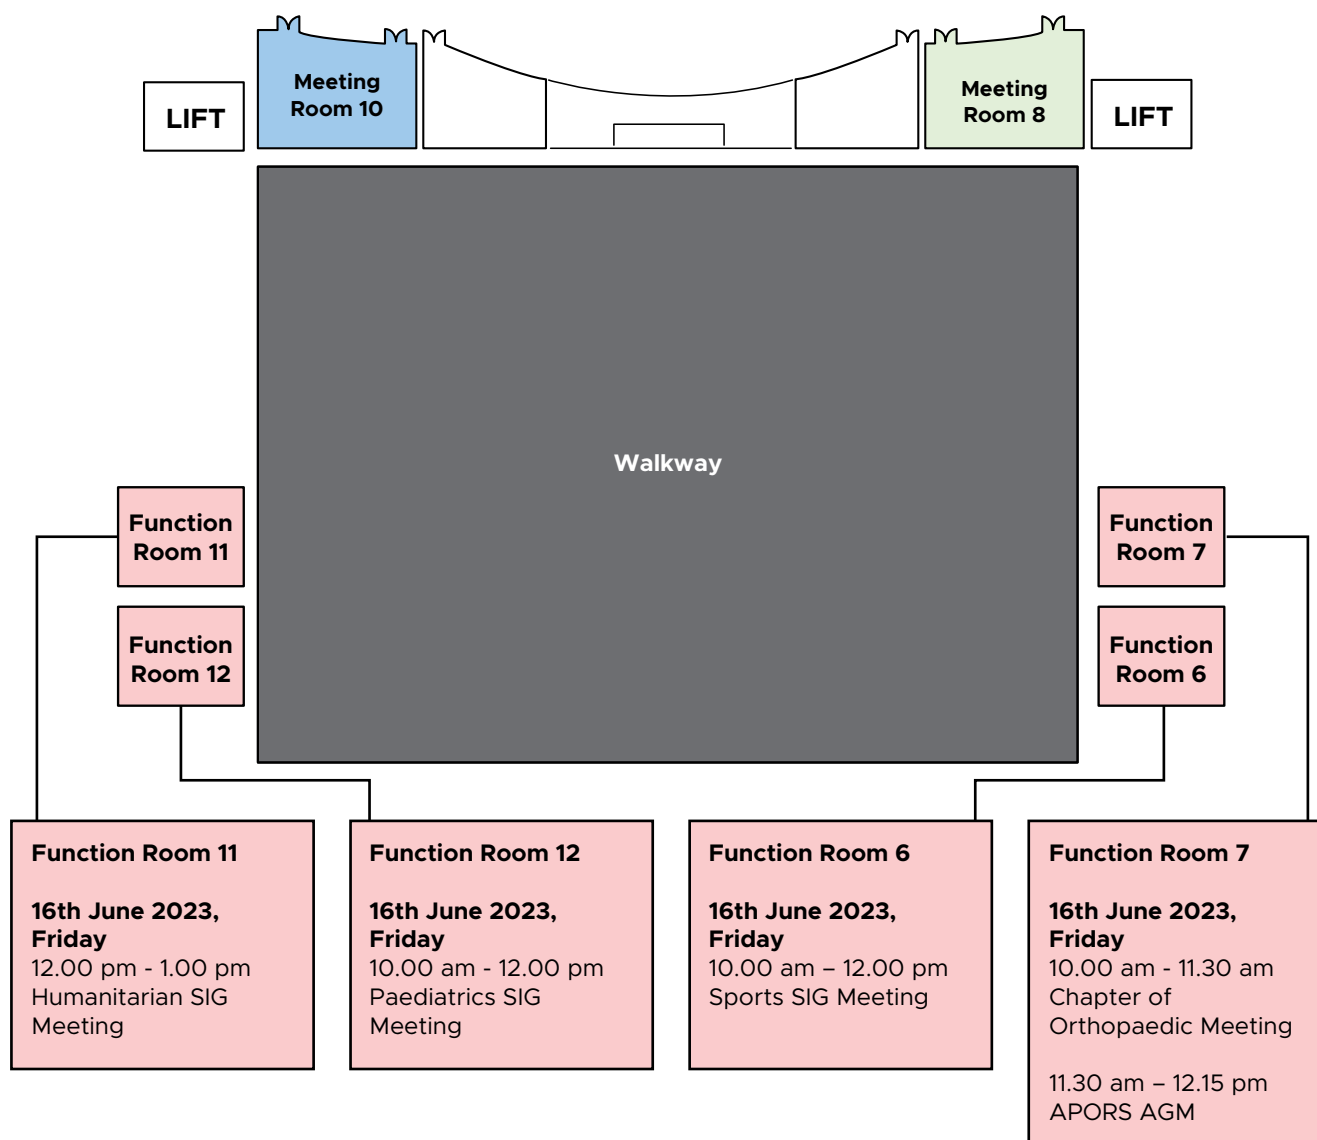 Meeting
Room 10
Meeting
Room 8
LIFT
LIFT
Walkway
Function
Room 11
Function
Room 7
Function
Room 12
Function
Room 6
Function Room 11
16th June 2023,
Friday
12.00 pm - 1.00 pm
Humanitarian SIG
Meeting
Function Room 12
16th June 2023,
Friday
10.00 am - 12.00 pm
Paediatrics SIG
Meeting
Function Room 6
16th June 2023,
Friday
10.00 am – 12.00 pm
Sports SIG Meeting
Function Room 7
16th June 2023,
Friday
10.00 am - 11.30 am
Chapter of
Orthopaedic Meeting
11.30 am – 12.15 pm
APORS AGM